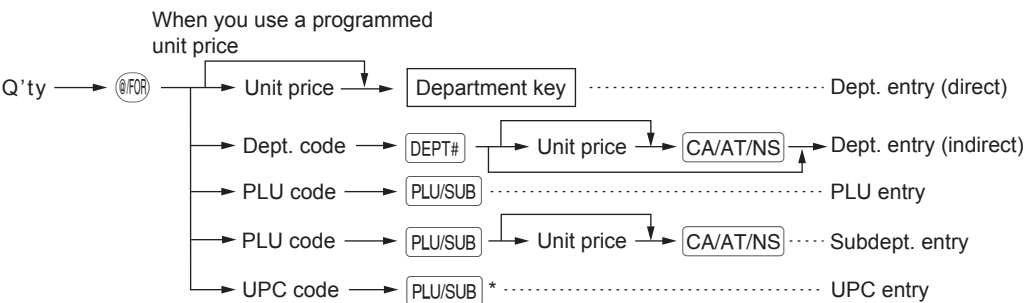 When you use a programmed
unit price
Q'ty @/FOR Unit price Department key Dept. entry (direct)
Dept. code DEPT# Unit price CA/AT/NS Dept. entry (indirect)
PLU code PLU/SUB PLU entry
PLU code PLU/SUB Unit price CA/AT/NS Subdept. entry
UPC code PLU/SUB * UPC entry